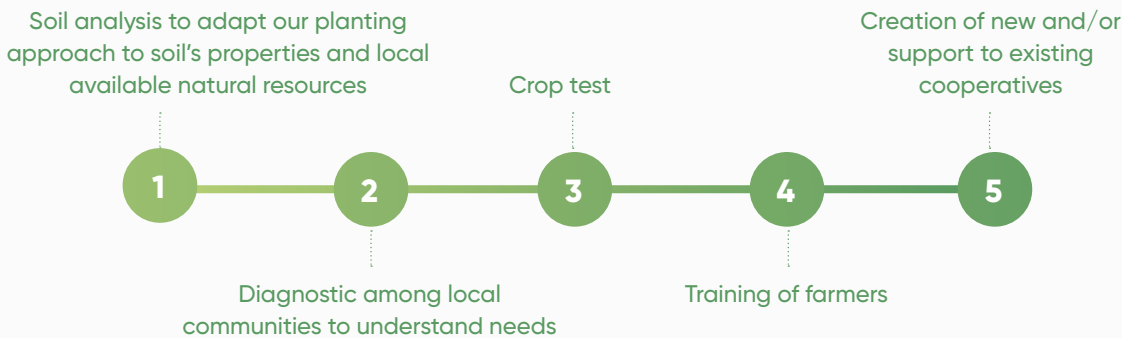 Soil analysis to adapt our planting
approach to soil's properties and local
available natural resources
Crop test
Creation of new and/or
support to existing
cooperatives
1
2
3
4
5
Diagnostic among local
communities to understand needs
Training of farmers